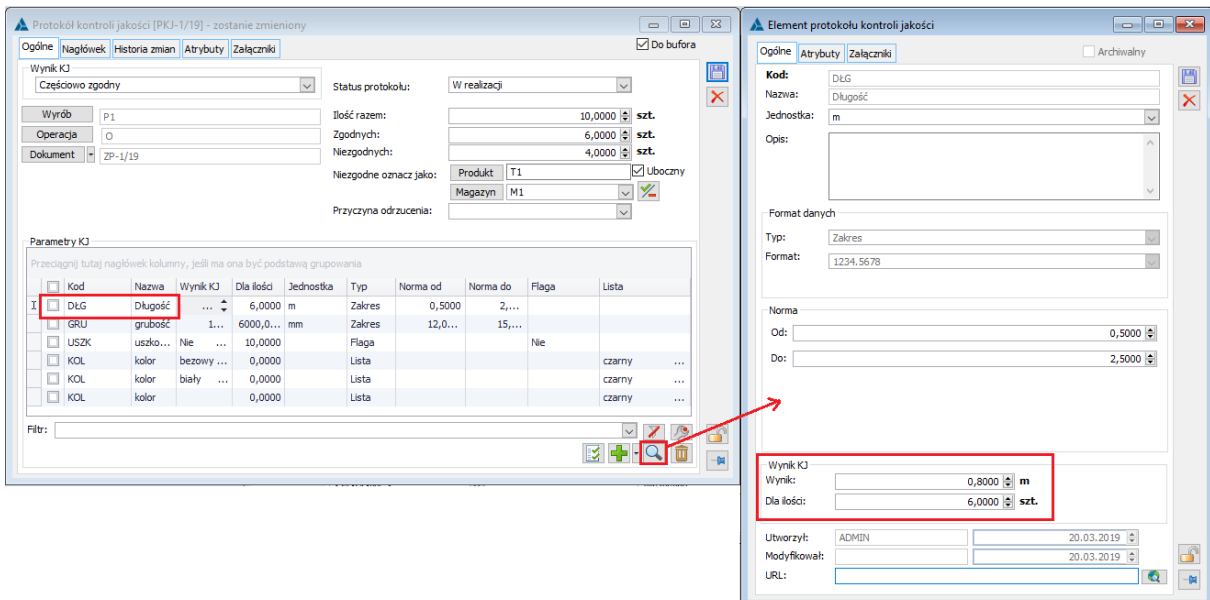 Protokół kontroli jakości [PKJ-1/19] - zostanie zmieniony
Ogólne Nagłówek Historia zmian Atrybuty Załączniki Do bufora
Wynik KJ
Częściowo zgodny
Status protokołu: W realizacji
Wyrób P1
Ilość razem: 10,0000 szt.
Operacja O
Zgodnych: 6,0000 szt.
Dokument ZP-1/19
Niezgodnych: 4,0000 szt.
Niezgodne oznacz jako: Produkt T1 Uboczny
Magazyn M1
Przyczyna odrzucenia:
Parametry KJ
Przeciągnij tutaj nagłówek kolumny, jeśli ma ona być podstawą grupowania
Kod Nazwa Wynik KJ Dla ilości Jednostka Typ Norma od Norma do Flaga Lista
DŁG Długość ... 6,0000 m Zakres 0,5000 2,...
GRU grubość 1... 6000,0... mm Zakres 12,0... 15,...
USZK uszko... Nie ... 10,0000 Flaga Nie
KOL kolor bezowy ... 0,0000 Lista czarny ...
KOL kolor biały ... 0,0000 Lista czarny ...
KOL kolor 0,0000 Lista czarny ...
Filtr:
Element protokołu kontroli jakości
Ogólne Atrybuty Załączniki Archiwalny
Kod: DŁG
Nazwa: Długość
Jednostka: m
Opis:
Format danych
Typ: Zakres
Format: 1234.5678
Norma
Od: 0,5000
Do: 2,5000
Wynik KJ
Wynik: 0,8000 m
Dla ilości: 6,0000 szt.
Utworzył: ADMIN 20.03.2019
Modyfikował: 20.03.2019
URL: